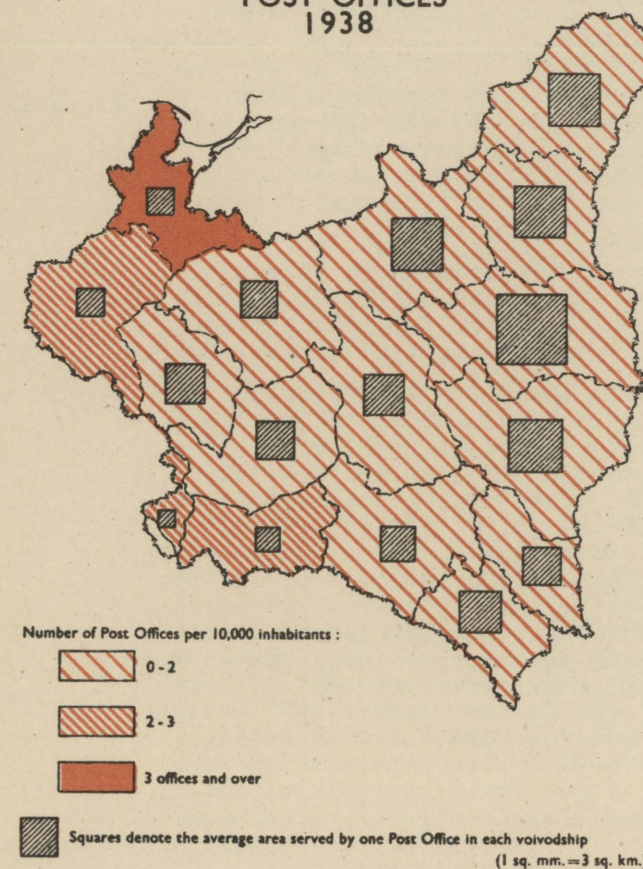 POST OFFICES
1938
Number of Post Offices per 10,000 inhabitants :
0 - 2
2 - 3
3 offices and over
Squares denote the average area served by one Post Office in each voivodship
(1 sq. mm. = 3 sq. km.